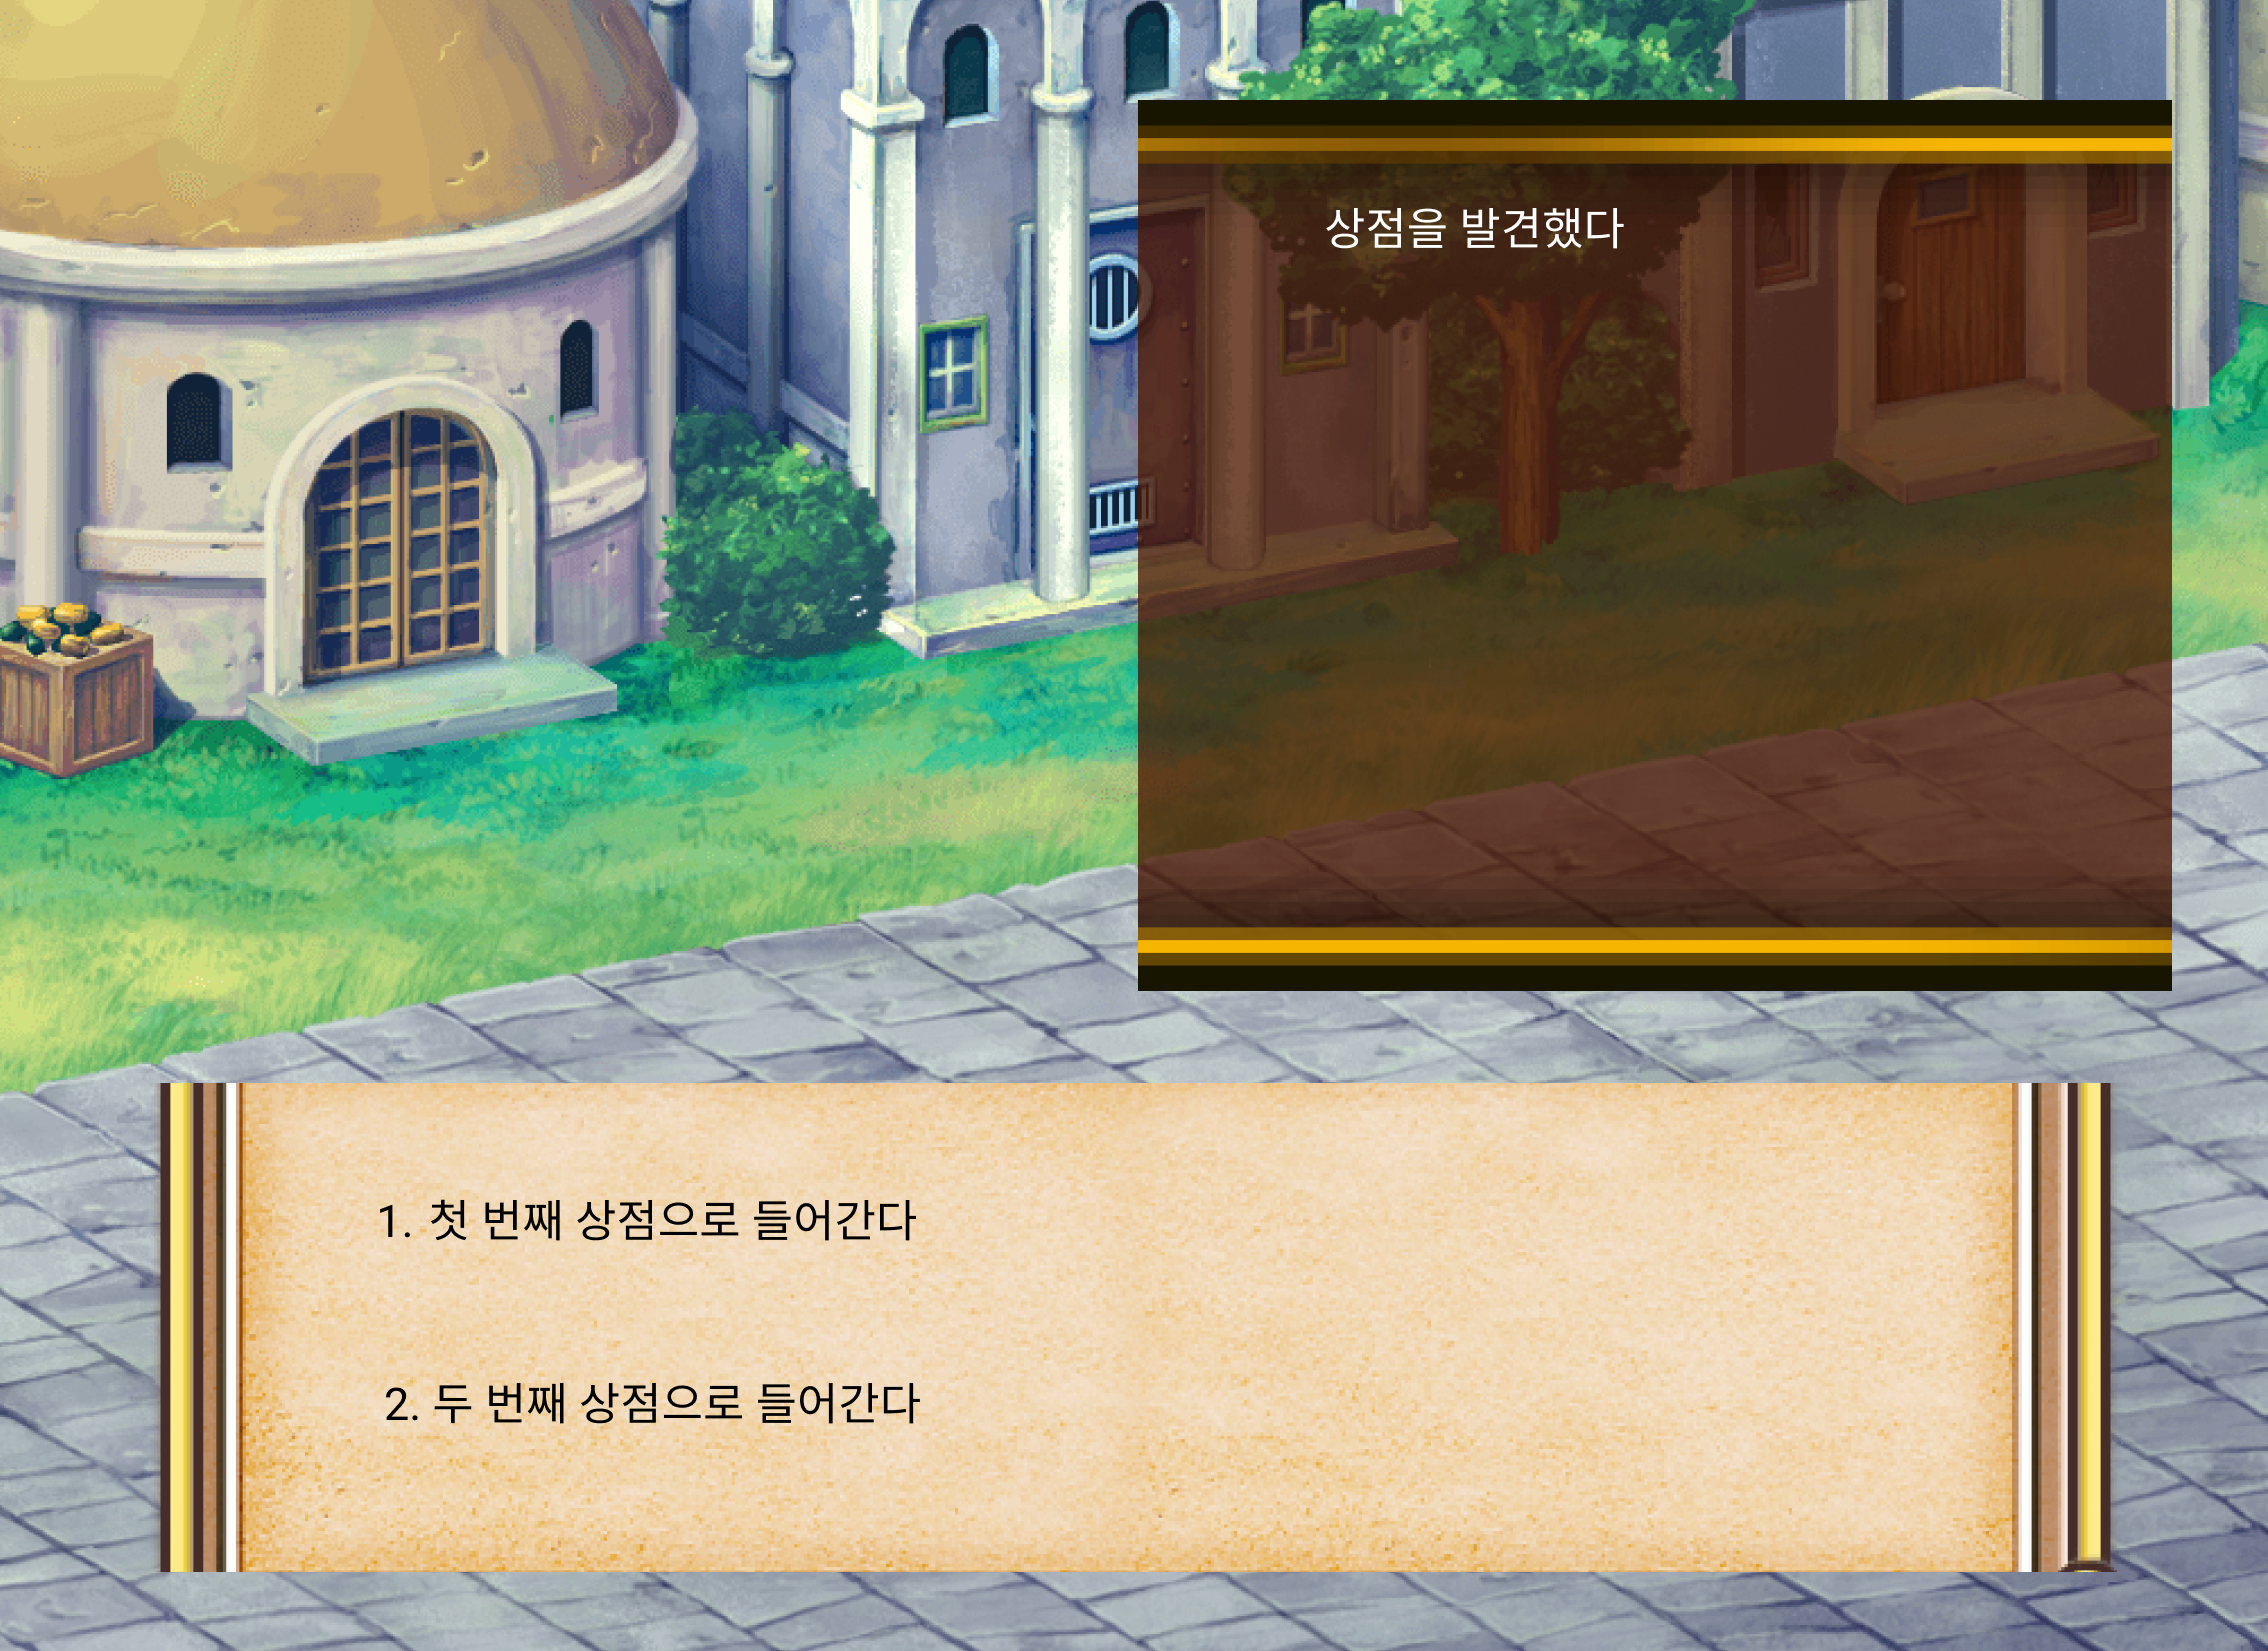 상점을 발견했다
1. 첫 번째 상점으로 들어간다
2. 두 번째 상점으로 들어간다